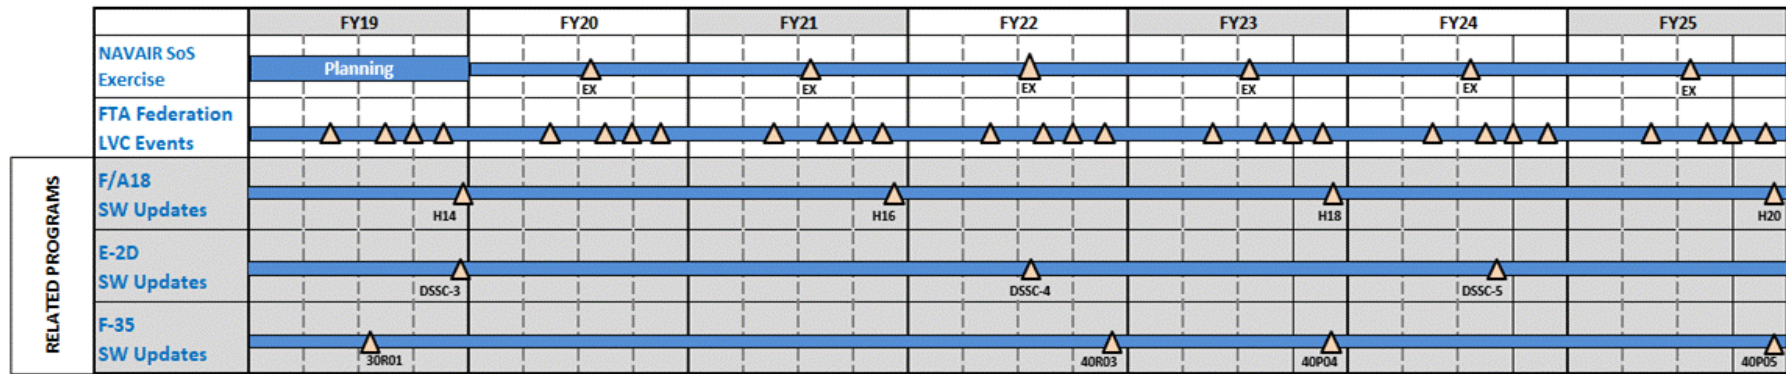 FY19 FY20 FY21 FY22 FY23 FY24 FY25
NAVAIR SoS
Exercise
Planning
EX EX EX EX EX EX
FTA Federation
LVC Events
RELATED PROGRAMS
F/A18
SW Updates
H14 H16 H18 H20
E-2D
SW Updates
DSSC-3 DSSC-4 DSSC-5
F-35
SW Updates
30R01 40R03 40P04 40P05